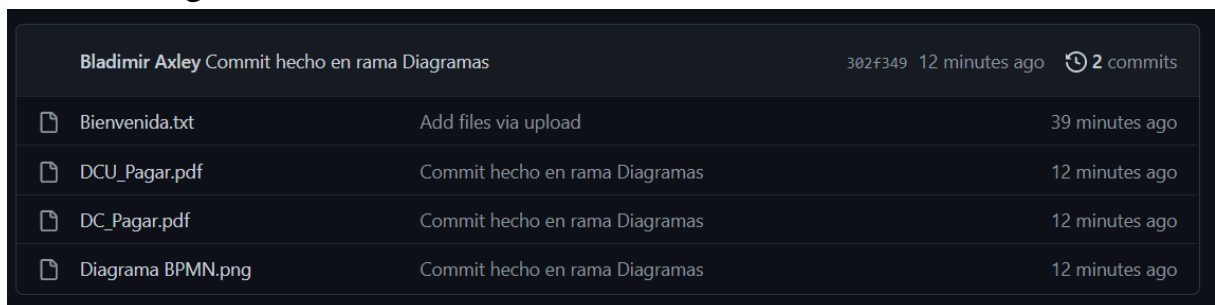 Bladimir Axley Commit hecho en rama Diagramas 302f349 12 minutes ago 2 commits
Bienvenida.txt Add files via upload 39 minutes ago
DCU_Pagar.pdf Commit hecho en rama Diagramas 12 minutes ago
DC_Pagar.pdf Commit hecho en rama Diagramas 12 minutes ago
Diagrama BPMN.png Commit hecho en rama Diagramas 12 minutes ago